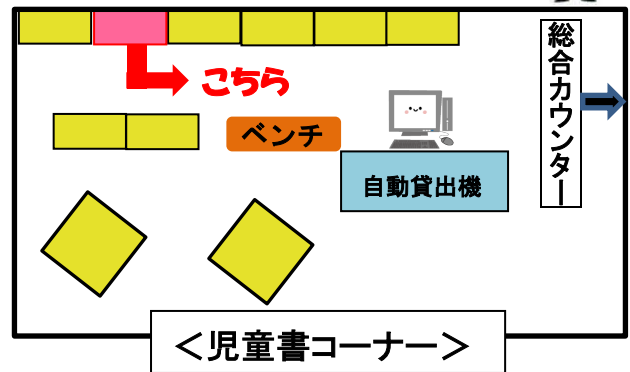 総合カウンター
こちら
ベンチ
自動貸出機
＜児童書コーナー＞